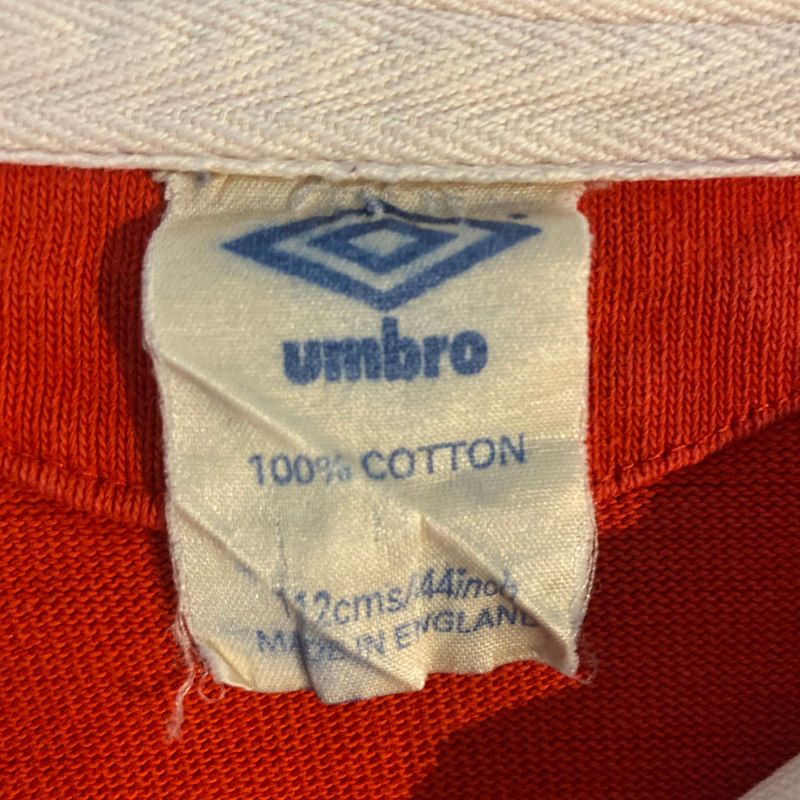 umbro
100% COTTON
112cms/44inch
MADE IN ENGLAND